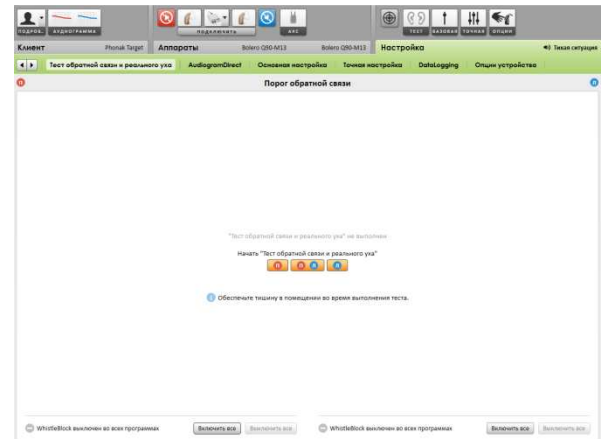 ПОДРОБ. АУДИОГРАММА ПОДКЛЮЧИТЬ АКС ТЕСТ БАЗОВАЯ ТОЧНАЯ ОПЦИИ
Клиент Phonak Target Аппараты Bolero Q90-M13 Bolero Q90-M13 Настройка Тихая ситуация
Тест обратной связи и реального уха AudiogramDirect Основная настройка Точная настройка DataLogging Опции устройства
П Порог обратной связи Л
"Тест обратной связи и реального уха" не выполнен
Начать "Тест обратной связи и реального уха"
П П Л Л
Обеспечьте тишину в помещении во время выполнения теста.
WhistleBlock выключен во всех программах Включить все Выключить все WhistleBlock выключен во всех программах Включить все Выключить все